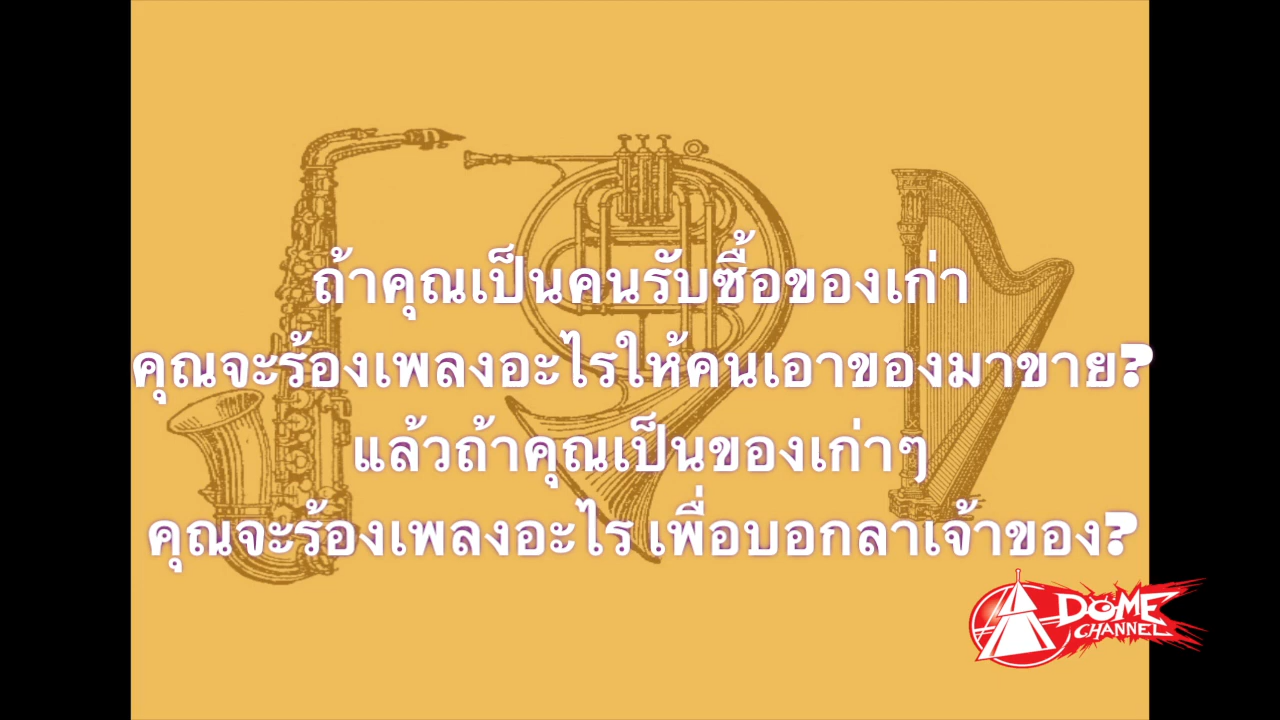 ถ้าคุณเป็นคนรับซื้อของเก่า
คุณจะร้องเพลงอะไรให้คนเอาของมาขาย?
แล้วถ้าคุณเป็นของเก่าๆ
คุณจะร้องเพลงอะไร เพื่อบอกลาเจ้าของ?
DOME
CHANNEL